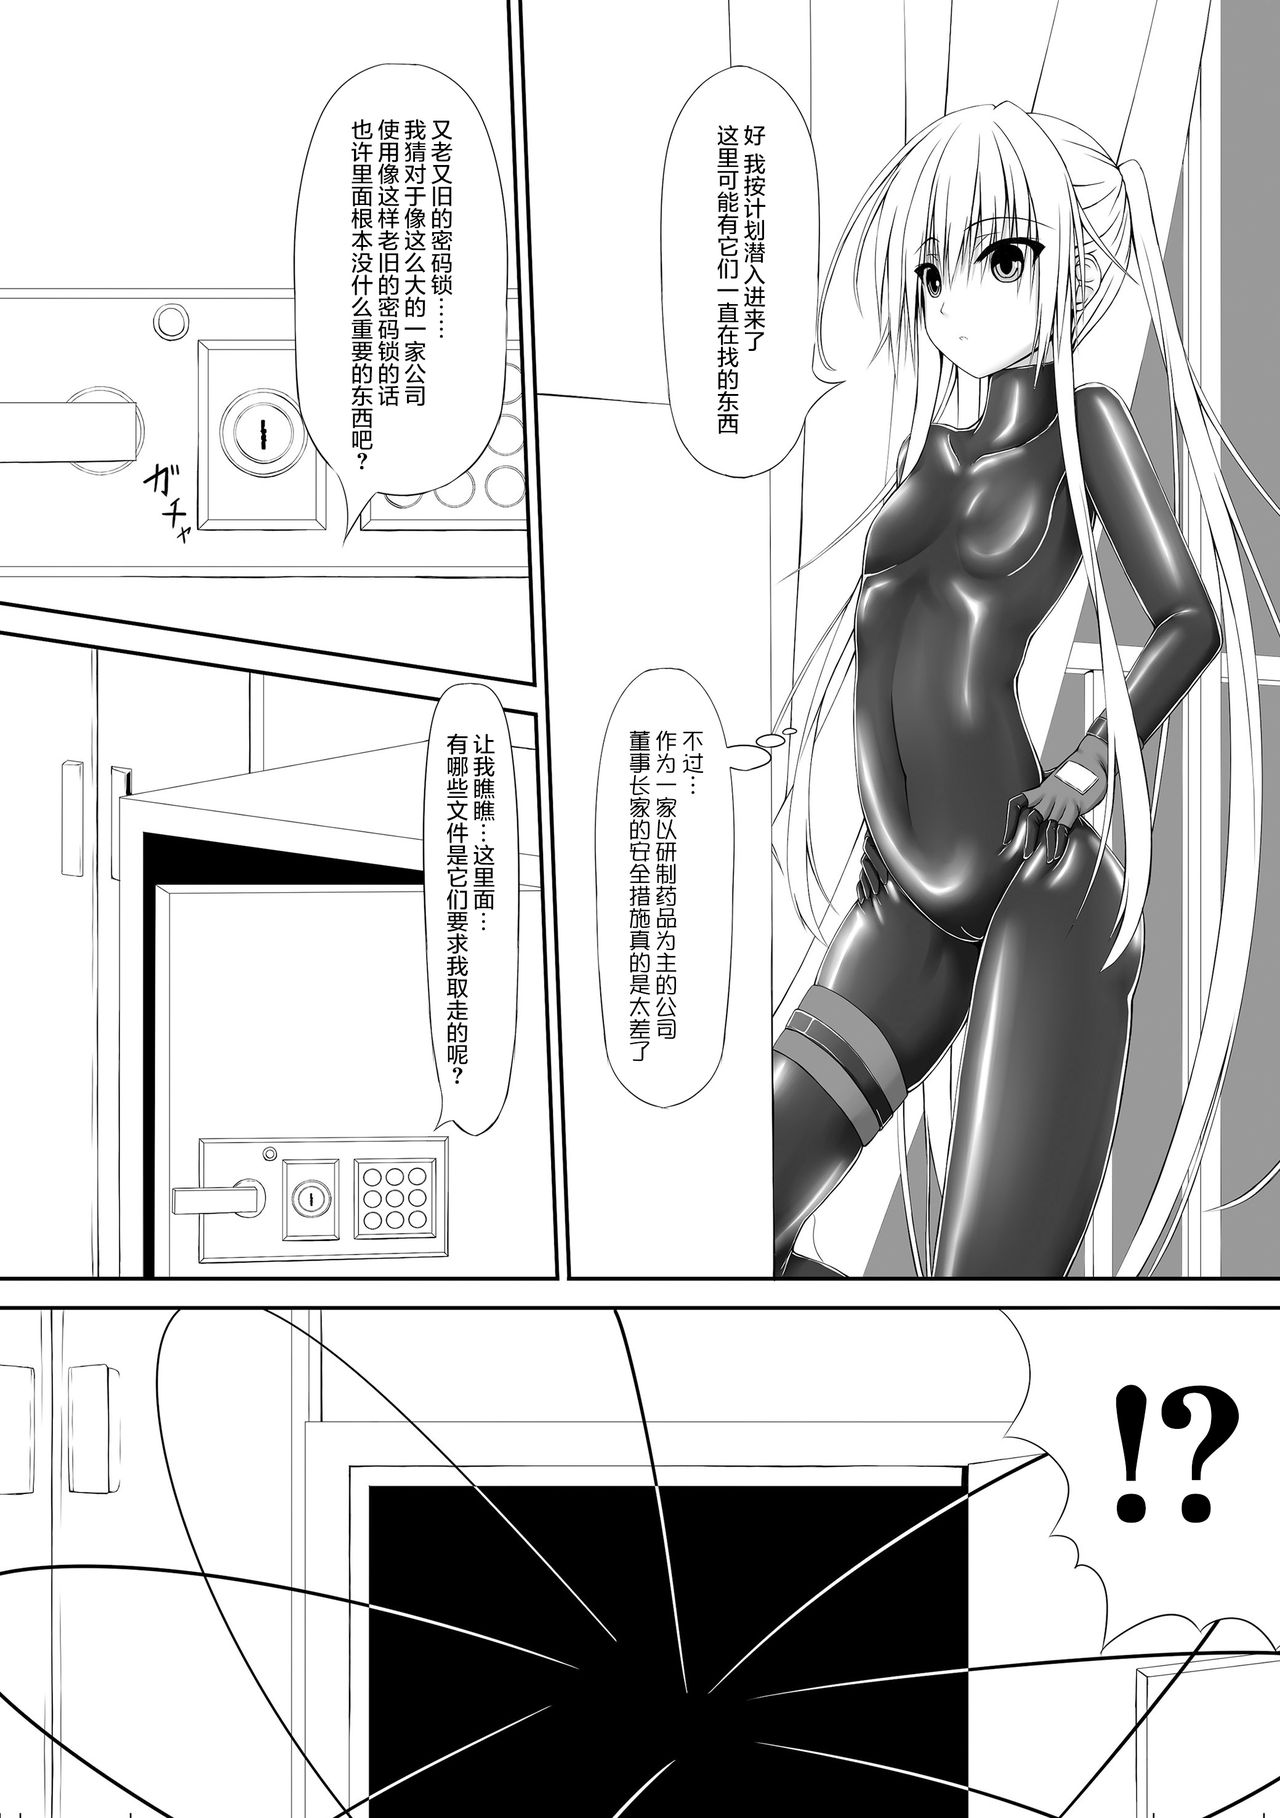 好 我按计划潜入进来了
这里可能有它们一直在找的东西
不过…
作为一家以研制药品为主的公司
董事长家的安全措施真的是太差了
又老又旧的密码锁……
我猜对于像这么大的一家公司
使用像这样老旧的密码锁的话
也许里面根本没什么重要的东西吧？
ガチャ
让我瞧瞧…这里面…
有哪些文件是它们要求我取走的呢？
!?